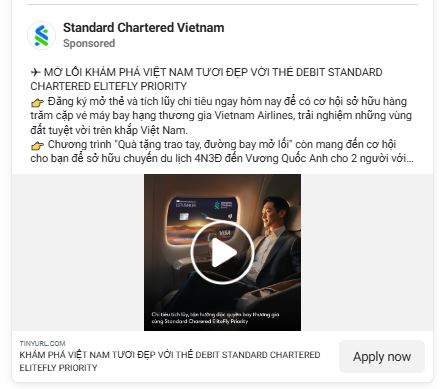 Standard Chartered Vietnam
Sponsored
✈ MỞ LỐI KHÁM PHÁ VIỆT NAM TƯƠI ĐẸP VỚI THẺ DEBIT STANDARD
CHARTERED ELITEFLY PRIORITY
👉 Đăng ký mở thẻ và tích lũy chi tiêu ngay hôm nay để có cơ hội sở hữu hàng
trăm cặp vé máy bay hạng thương gia Vietnam Airlines, trải nghiệm những vùng
đất tuyệt vời trên khắp Việt Nam.
👉 Chương trình "Quà tặng trao tay, đường bay mở lối" còn mang đến cơ hội
cho bạn để sở hữu chuyến du lịch 4N3Đ đến Vương Quốc Anh cho 2 người với...
VISA
Chi tiêu tích lũy, tận hưởng đặc quyền bay thương gia
cùng Standard Chartered EliteFly Priority
TINYURL.COM
KHÁM PHÁ VIỆT NAM TƯƠI ĐẸP VỚI THẺ DEBIT STANDARD CHARTERED
ELITEFLY PRIORITY
Apply now